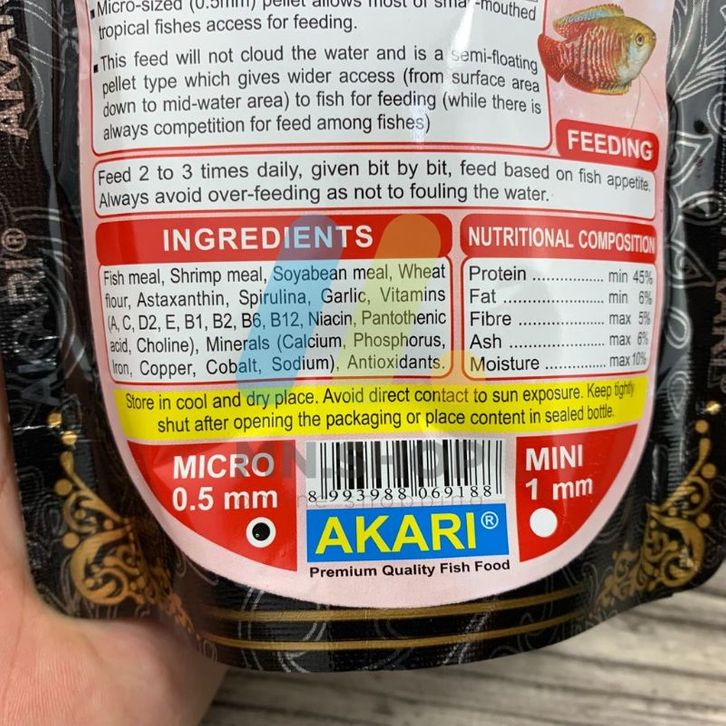 Micro-sized (0.5mm) pellet allows most of small-mouthed
tropical fishes access for feeding.
This feed will not cloud the water and is a semi-floating
pellet type which gives wider access (from surface area
down to mid-water area) to fish for feeding (while there is
always competition for feed among fishes)
FEEDING
Feed 2 to 3 times daily, given bit by bit, feed based on fish appetite.
Always avoid over-feeding as not to fouling the water.
INGREDIENTS
Fish meal, Shrimp meal, Soyabean meal, Wheat
flour, Astaxanthin, Spirulina, Garlic, Vitamins
(A, C, D2, E, B1, B2, B6, B12, Niacin, Pantothenic
acid, Choline), Minerals (Calcium, Phosphorus,
Iron, Copper, Cobalt, Sodium), Antioxidants.
NUTRITIONAL COMPOSITION
Protein .................. min 45%
Fat ........................ min 6%
Fibre ..................... max 5%
Ash ....................... max 6%
Moisture ............... max 10%
Store in cool and dry place. Avoid direct contact to sun exposure. Keep tightly
shut after opening the packaging or place content in sealed bottle.
MICRO
0.5 mm
8 993988 069188
MINI
1 mm
AKARI®
Premium Quality Fish Food
AKARI®